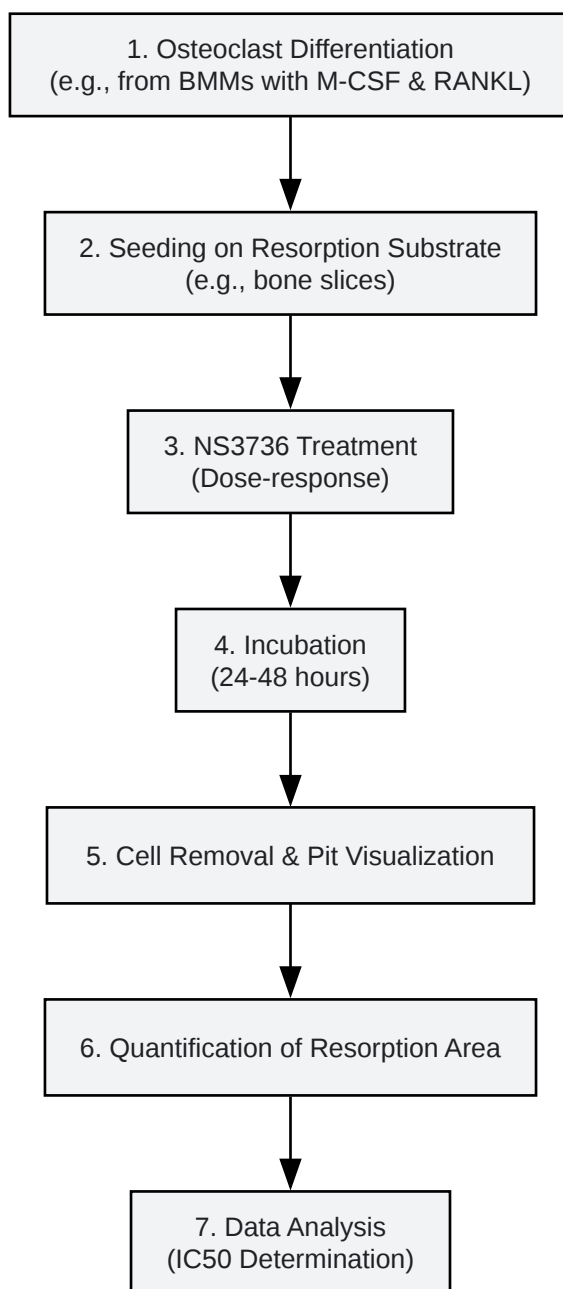 1. Osteoclast Differentiation
(e.g., from BMMs with M-CSF & RANKL)
2. Seeding on Resorption Substrate
(e.g., bone slices)
3. NS3736 Treatment
(Dose-response)
4. Incubation
(24-48 hours)
5. Cell Removal & Pit Visualization
6. Quantification of Resorption Area
7. Data Analysis
(IC50 Determination)